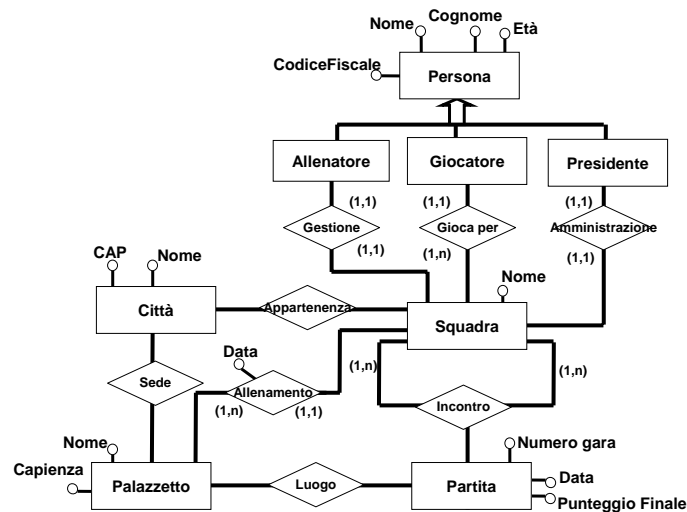 Nome
Cognome
Età
CodiceFiscale
Persona
Allenatore
Giocatore
Presidente
(1,1)
(1,1)
(1,1)
Gestione
Gioca per
Amministrazione
(1,1)
(1,n)
(1,1)
CAP
Nome
Nome
Città
Appartenenza
Squadra
Data
(1,n)
(1,n)
Sede
Allenamento
(1,n)
(1,1)
Incontro
Nome
Numero gara
Capienza
Palazzetto
Luogo
Partita
Data
Punteggio Finale